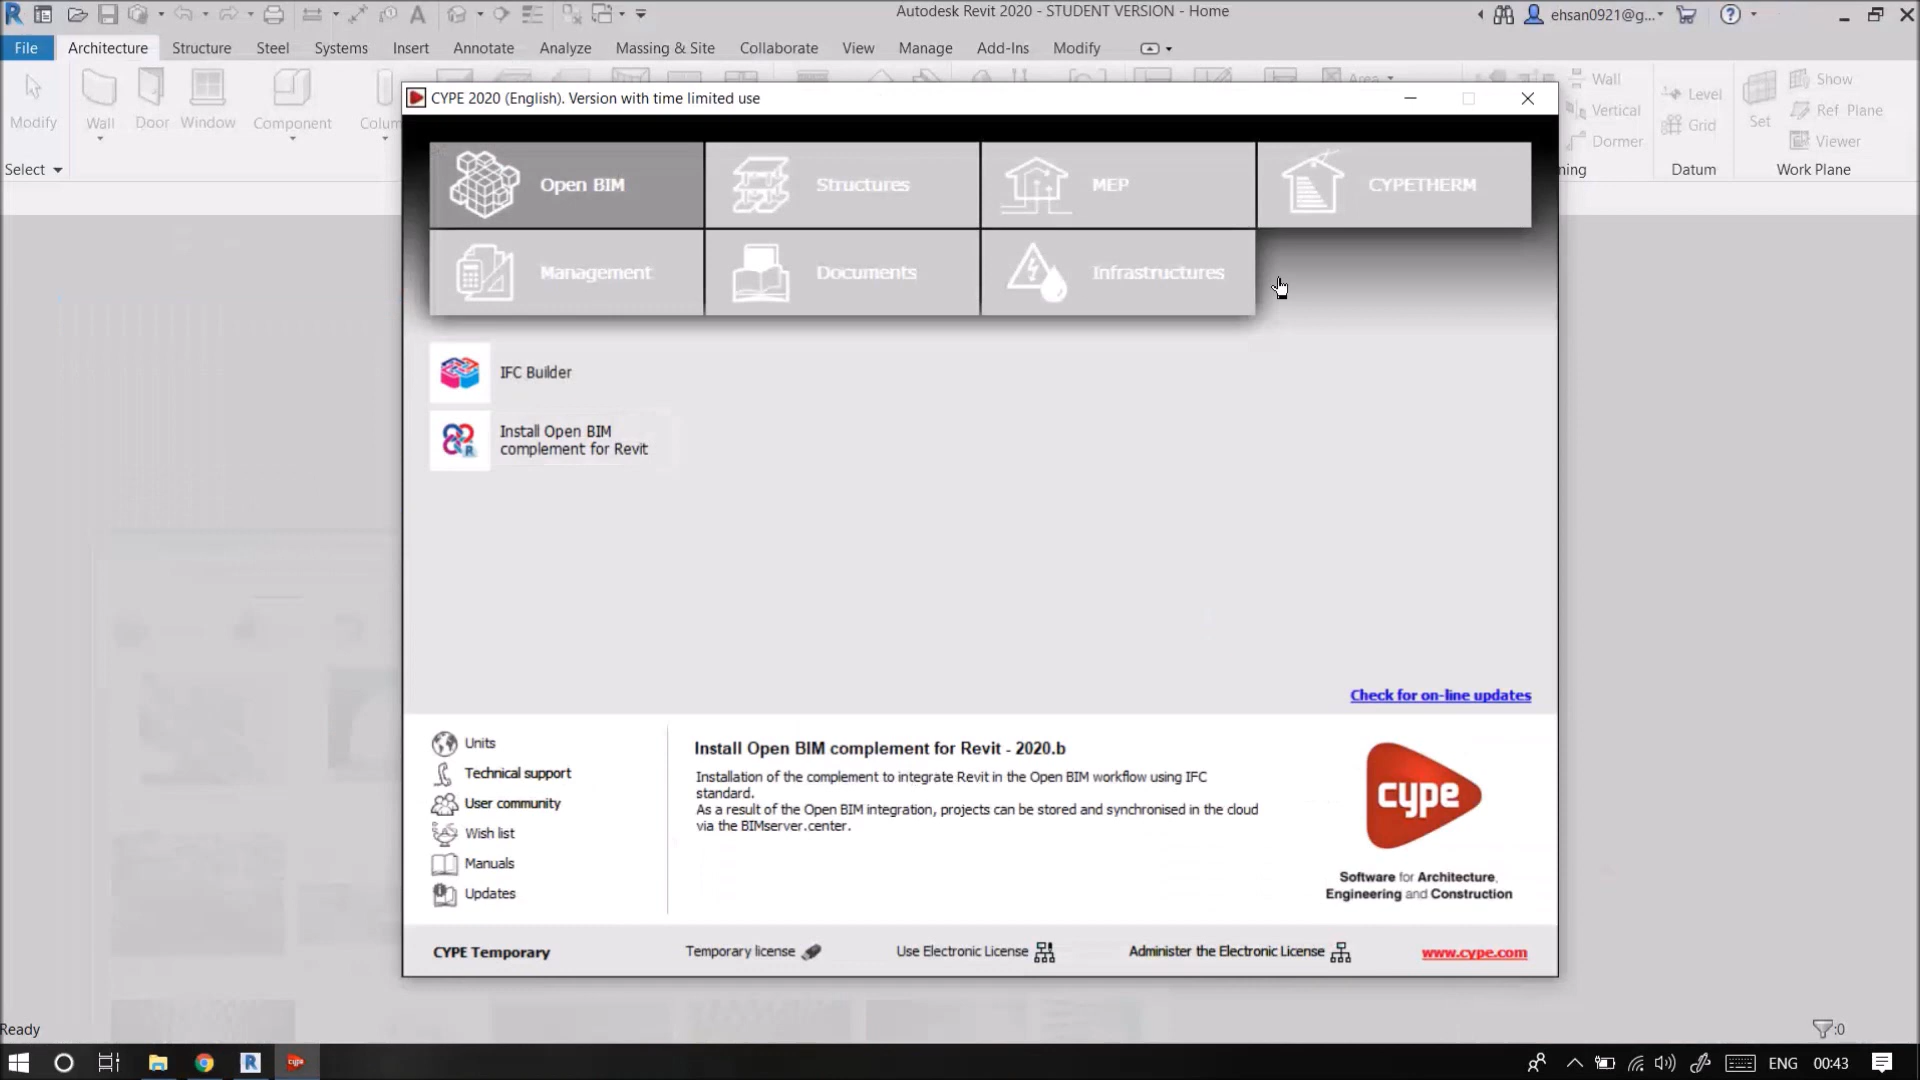 Autodesk Revit 2020 - STUDENT VERSION - Home
ehsan0921@g...
File Architecture Structure Steel Systems Insert Annotate Analyze Massing & Site Collaborate View Manage Add-Ins Modify
Modify
Wall
Door
Window
Component
Colum
Area
Wall
Vertical
Dormer
Level
Grid
Set
Show
Ref Plane
Viewer
Select
ning
Datum
Work Plane
CYPE 2020 (English). Version with time limited use
Open BIM
Structures
MEP
CYPETHERM
Management
Documents
Infrastructures
IFC Builder
Install Open BIM
complement for Revit
Check for on-line updates
Units
Technical support
User community
Wish list
Manuals
Updates
Install Open BIM complement for Revit - 2020.b
Installation of the complement to integrate Revit in the Open BIM workflow using IFC
standard.
As a result of the Open BIM integration, projects can be stored and synchronised in the cloud
via the BIMserver.center.
cype
Software for Architecture,
Engineering and Construction
CYPE Temporary
Temporary license
Use Electronic License
Administer the Electronic License
www.cype.com
Ready
:0
ENG
00:43